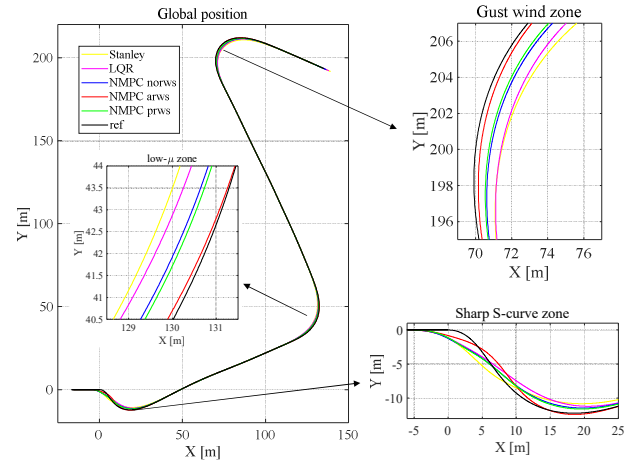 Global position
Y [m]
200
150
100
50
0
0
50
100
150
X [m]
Stanley
LQR
NMPC norws
NMPC arws
NMPC prws
ref
low-μ zone
Y [m]
44
43.5
43
42.5
42
41.5
41
40.5
129
130
131
X [m]
Gust wind zone
Y [m]
206
204
202
200
198
196
70
72
74
76
X [m]
Sharp S-curve zone
Y [m]
0
-5
-10
-5
0
5
10
15
20
25
X [m]